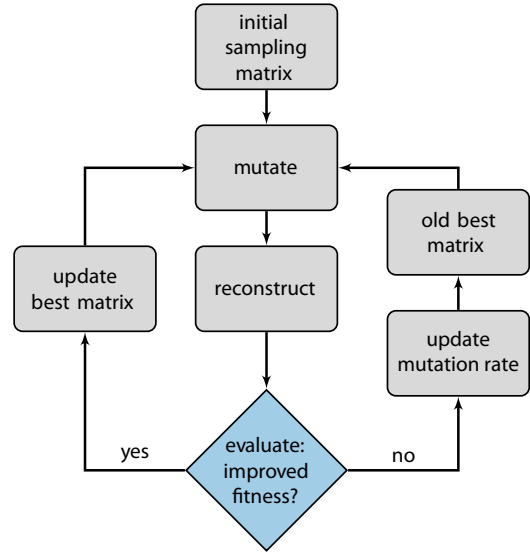 initial
sampling
matrix
mutate
old best
matrix
update
best matrix
reconstruct
update
mutation rate
yes
evaluate:
improved
fitness?
no